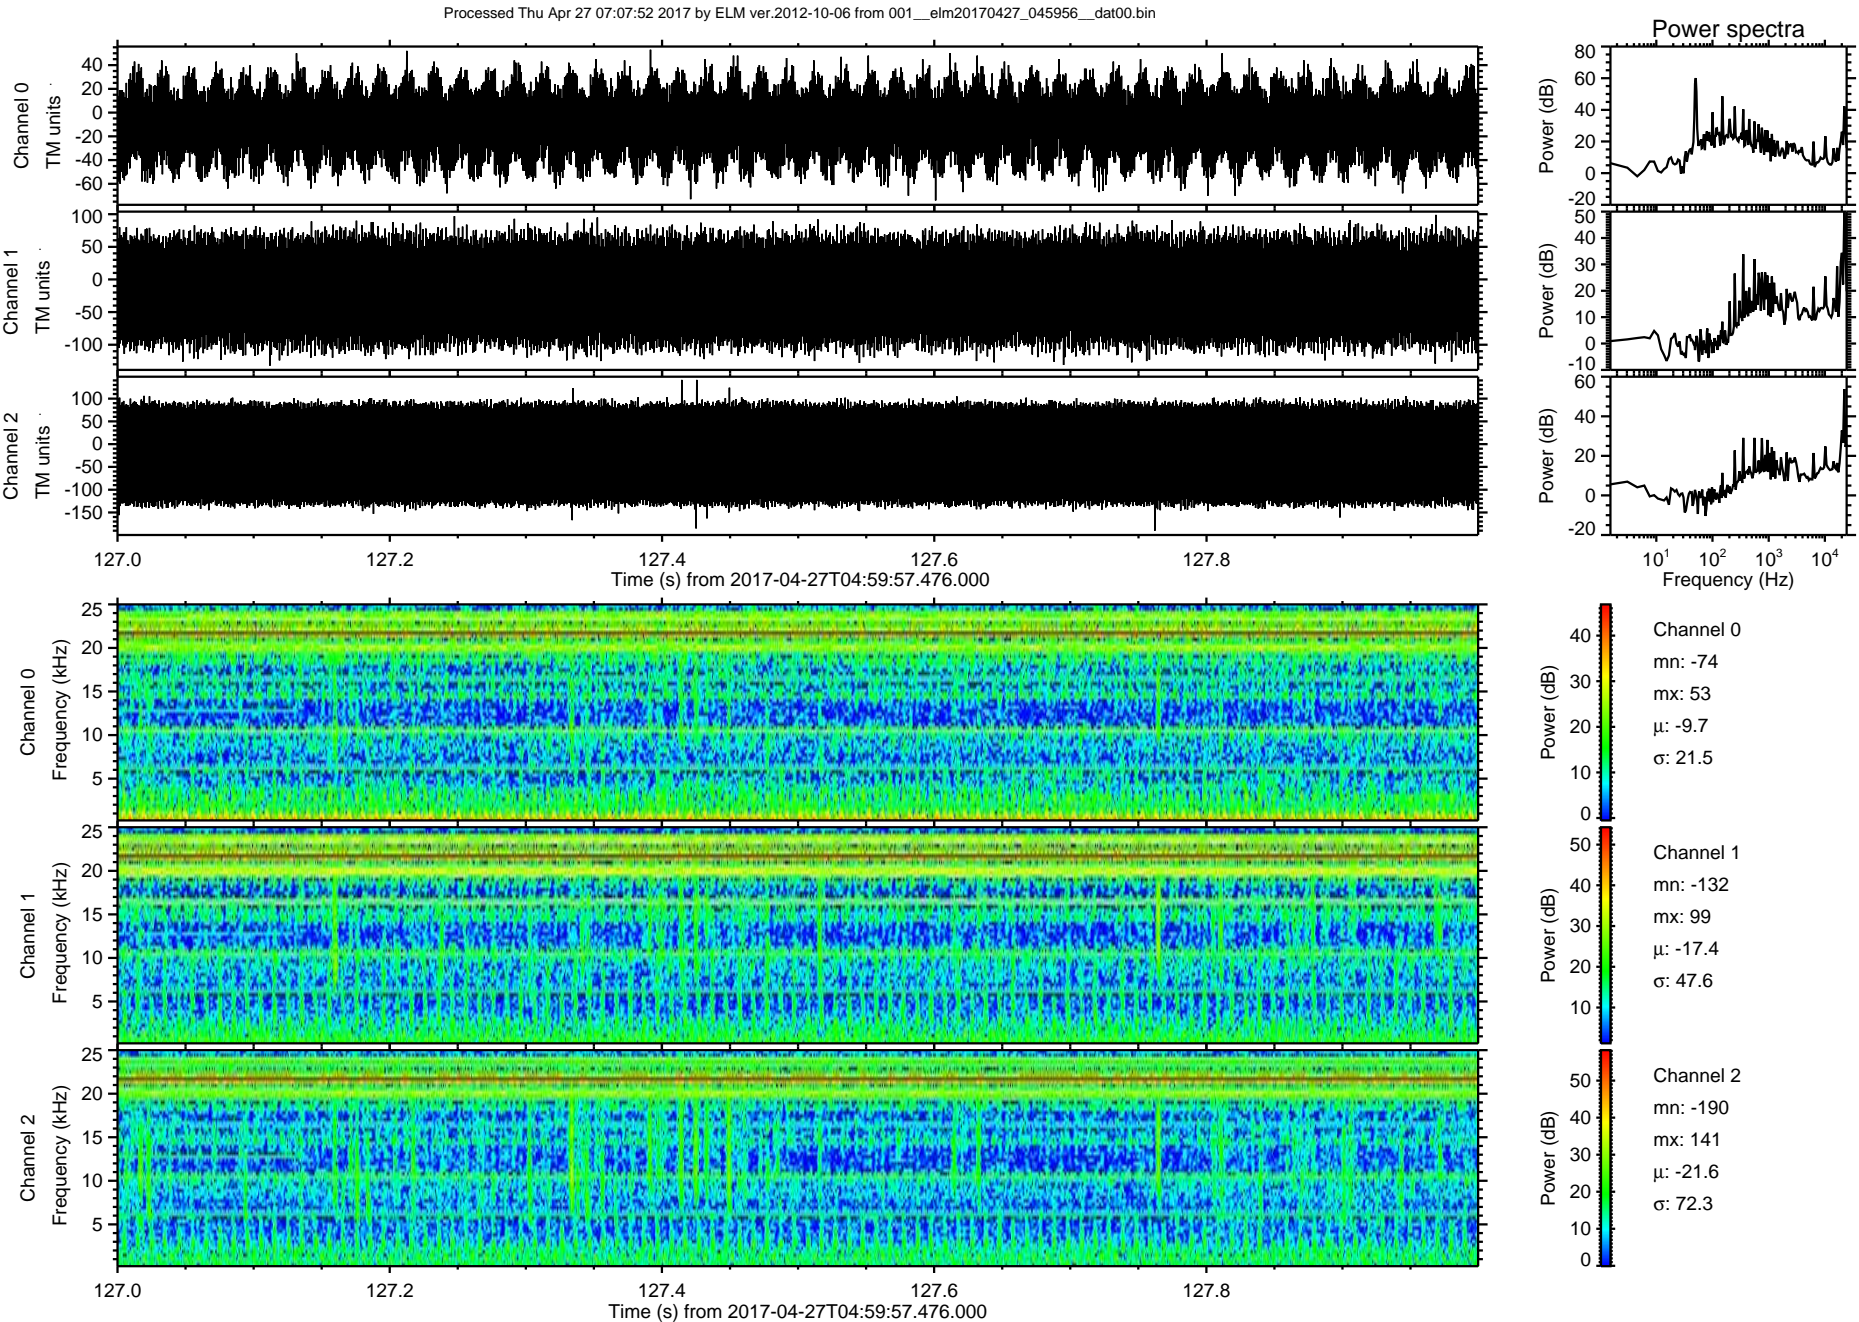 Processed Thu Apr 27 07:07:52 2017 by ELM ver.2012-10-06 from 001__elm20170427_045956__dat00.bin
Power spectra
Channel 0
TM units
40
20
0
-20
-40
-60
Power (dB)
80
60
40
20
0
-20
Channel 1
TM units
100
50
0
-50
-100
Power (dB)
50
40
30
20
10
0
-10
Channel 2
TM units
100
50
0
-50
-100
-150
Power (dB)
60
40
20
0
-20
127.0 127.2 127.4 127.6 127.8
Time (s) from 2017-04-27T04:59:57.476.000
10^1 10^2 10^3 10^4
Frequency (Hz)
Channel 0
Frequency (kHz)
25
20
15
10
5
Power (dB)
40
30
20
10
0
Channel 0
mn: -74
mx: 53
μ: -9.7
σ: 21.5
Channel 1
Frequency (kHz)
25
20
15
10
5
Power (dB)
50
40
30
20
10
Channel 1
mn: -132
mx: 99
μ: -17.4
σ: 47.6
Channel 2
Frequency (kHz)
25
20
15
10
5
Power (dB)
50
40
30
20
10
0
Channel 2
mn: -190
mx: 141
μ: -21.6
σ: 72.3
127.0 127.2 127.4 127.6 127.8
Time (s) from 2017-04-27T04:59:57.476.000